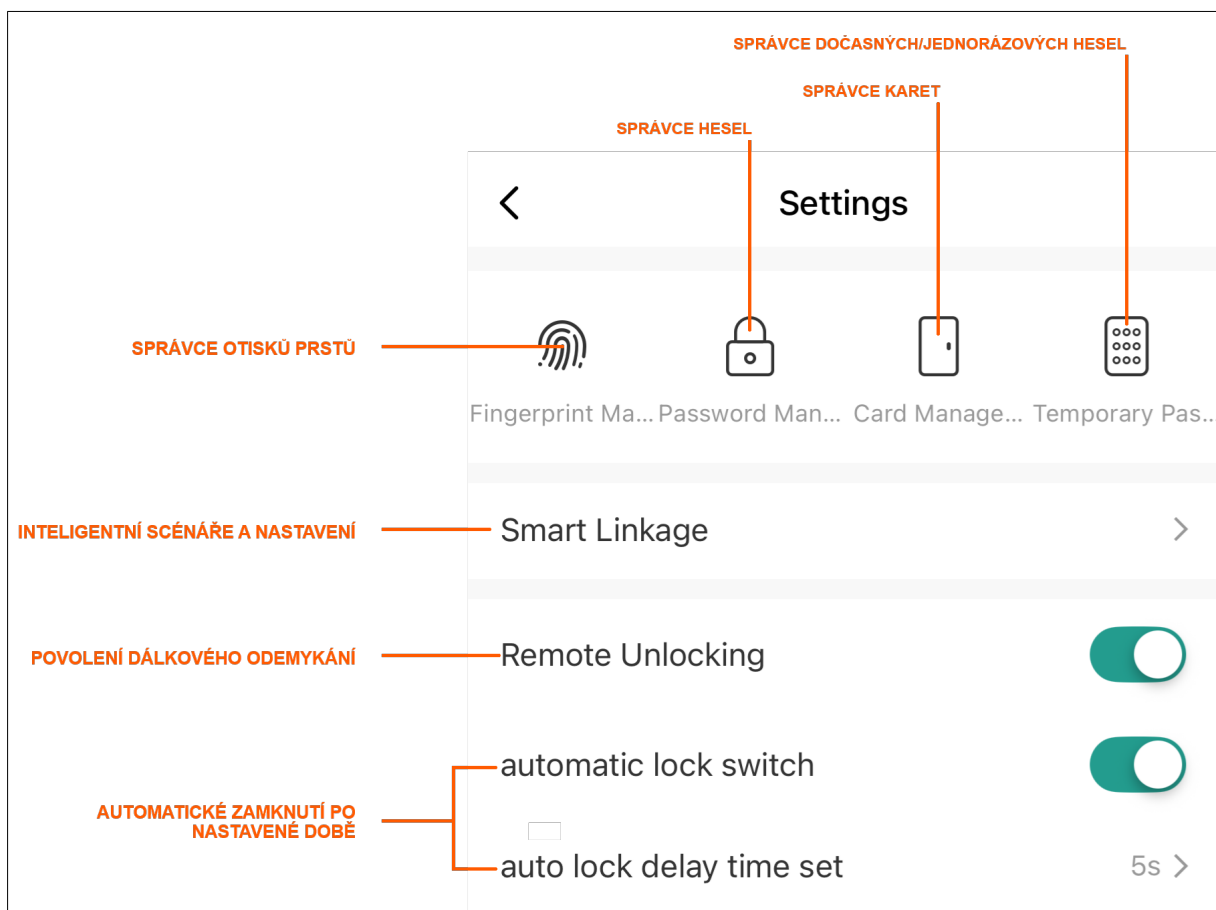 SPRÁVCE DOČASNÝCH/JEDNORÁZOVÝCH HESEL
SPRÁVCE KARET
SPRÁVCE HESEL
Settings
SPRÁVCE OTISKŮ PRSTŮ
Fingerprint Ma... Password Man... Card Manage... Temporary Pas...
INTELIGENTNÍ SCÉNÁŘE A NASTAVENÍ
Smart Linkage
POVOLENÍ DÁLKOVÉHO ODEMYKÁNÍ
Remote Unlocking
automatic lock switch
AUTOMATICKÉ ZAMKNUTÍ PO
NASTAVENÉ DOBĚ
auto lock delay time set 5s